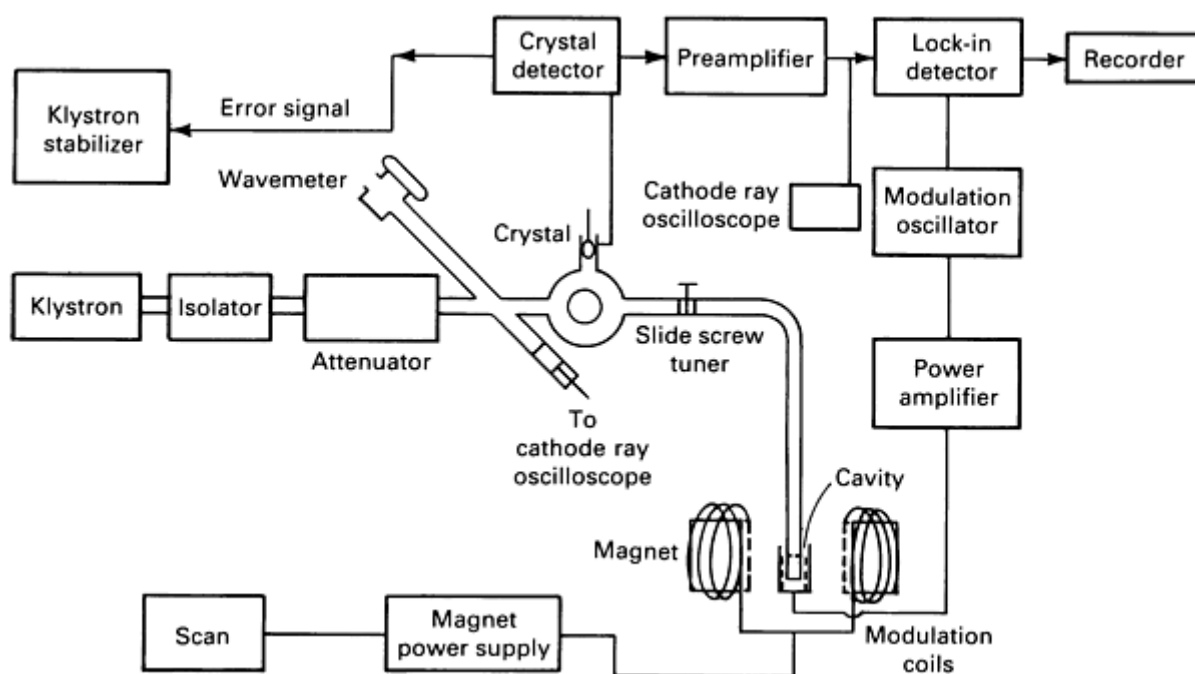 Crystal
detector
Preamplifier
Lock-in
detector
Recorder
Klystron
stabilizer
Error signal
Wavemeter
Cathode ray
oscilloscope
Modulation
oscillator
Crystal
Klystron
Isolator
Attenuator
Slide screw
tuner
Power
amplifier
To
cathode ray
oscilloscope
Cavity
Magnet
Scan
Magnet
power supply
Modulation
coils